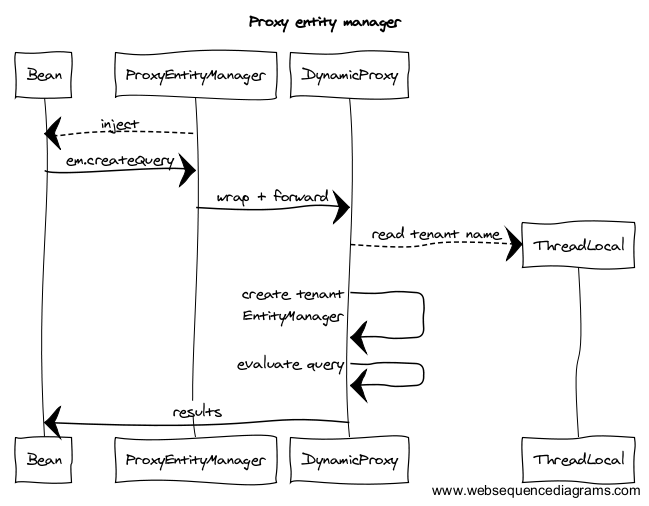 Proxy entity manager
Bean ProxyEntityManager DynamicProxy
inject
em.createQuery
wrap + forward
read tenant name
ThreadLocal
create tenant
EntityManager
evaluate query
results
Bean ProxyEntityManager DynamicProxy ThreadLocal
www.websequencediagrams.com